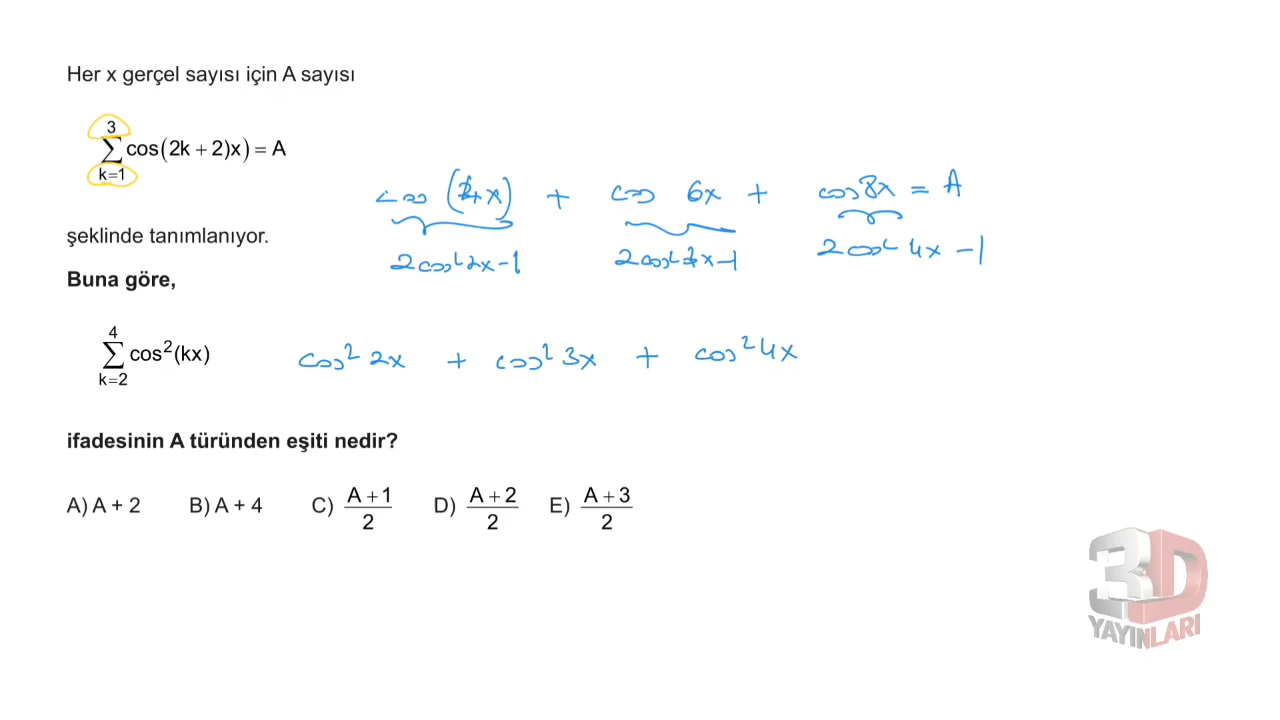 Her x gerçel sayısı için A sayısı
3
∑ cos(2k + 2)x) = A
k=1
cos (4x) + cos 6x + cos 8x = A
şeklinde tanımlanıyor.
2cos²2x-1 2cos²3x-1 2cos²4x-1
Buna göre,
4
∑ cos²(kx)
k=2
cos²2x + cos²3x + cos²4x
ifadesinin A türünden eşiti nedir?
A) A + 2 B) A + 4 C) A + 1 / 2 D) A + 2 / 2 E) A + 3 / 2
3D
YAYINLARI